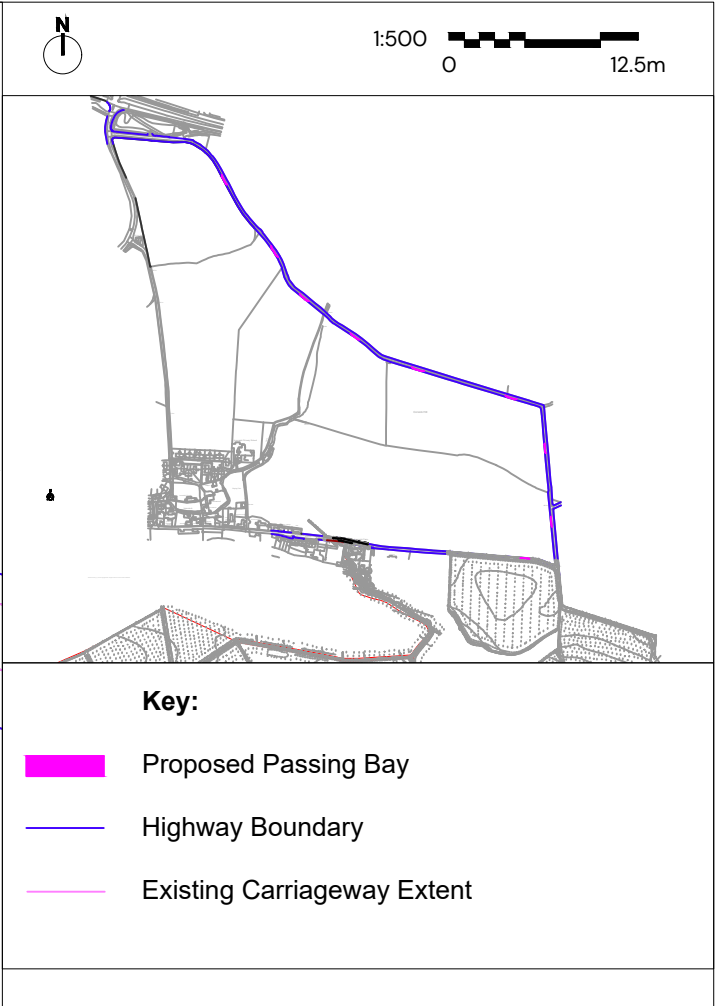 N
1:500
0 12.5m
Key:
Proposed Passing Bay
Highway Boundary
Existing Carriageway Extent